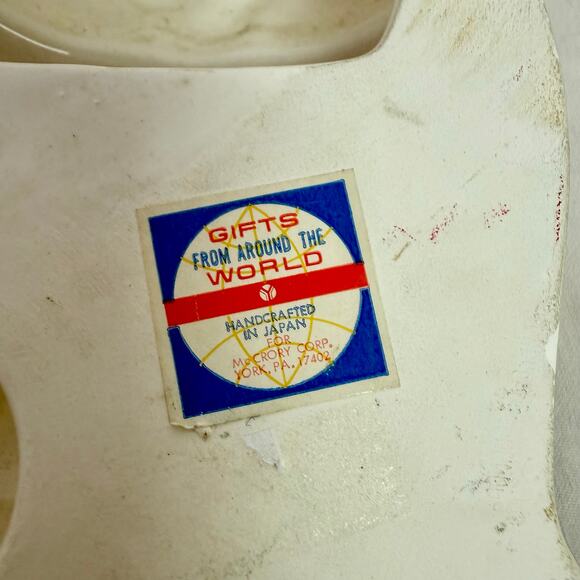 GIFTS
FROM AROUND THE
WORLD
HANDCRAFTED
IN JAPAN
FOR
McCRORY CORP.
YORK, PA. 17402